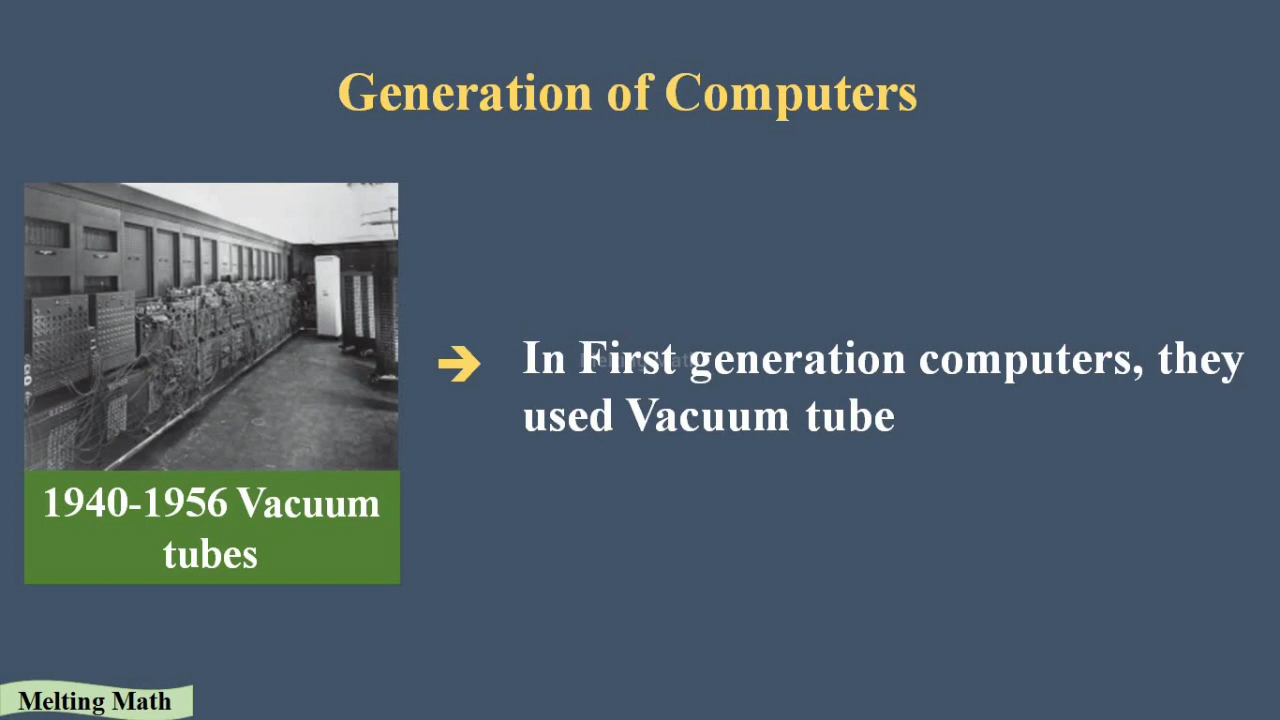 Generation of Computers
In First generation computers, they
used Vacuum tube
1940-1956 Vacuum
tubes
Melting Math